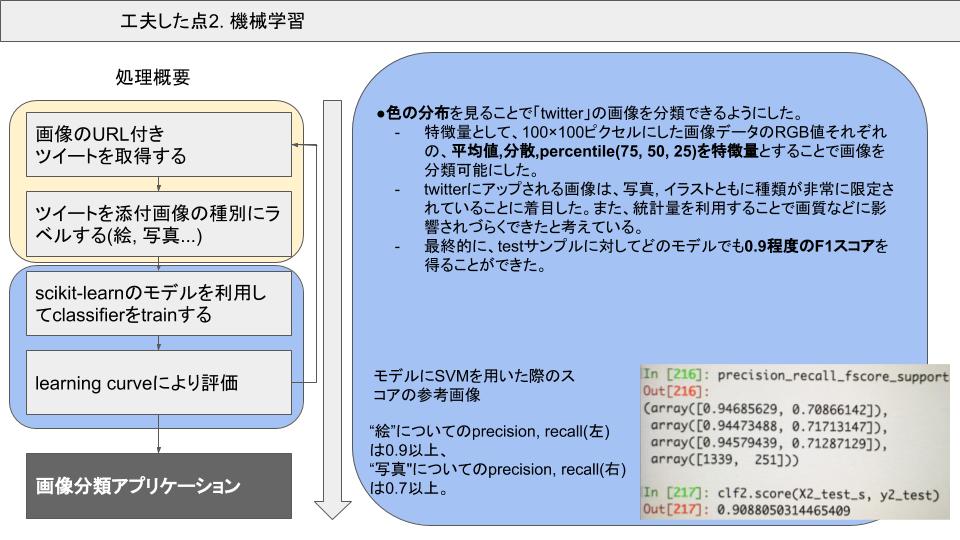 工夫した点2. 機械学習
処理概要
画像のURL付き
ツイートを取得する
ツイートを添付画像の種別にラ
ベルする(絵, 写真...)
scikit-learnのモデルを利用し
てclassifierをtrainする
learning curveにより評価
画像分類アプリケーション
●色の分布を見ることで「twitter」の画像を分類できるようにした。
- 特徴量として、100×100ピクセルにした画像データのRGB値それぞれ
の、平均値,分散,percentile(75, 50, 25)を特徴量とすることで画像を
分類可能にした。
- twitterにアップされる画像は、写真, イラストともに種類が非常に限定さ
れていることに着目した。また、統計量を利用することで画質などに影
響されづらくできたと考えている。
- 最終的に、testサンプルに対してどのモデルでも0.9程度のF1スコアを
得ることができた。
モデルにSVMを用いた際のス
コアの参考画像
“絵”についてのprecision, recall(左)
は0.9以上、
“写真"についてのprecision, recall(右)
は0.7以上。
In [216]: precision_recall_fscore_support
Out[216]:
(array([0.94685629, 0.70866142]),
array([0.94473488, 0.71713147]),
array([0.94579439, 0.71287129]),
array([1339, 251]))
In [217]: clf2.score(X2_test_s, y2_test)
Out[217]: 0.9088050314465409